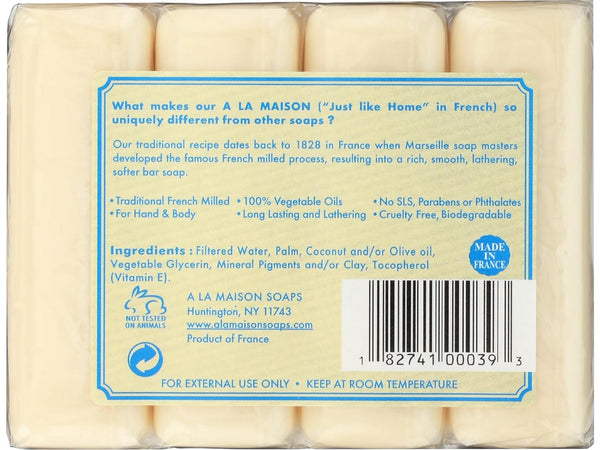 What makes our A LA MAISON ("Just like Home" in French) so
uniquely different from other soaps ?
Our traditional recipe dates back to 1828 in France when Marseille soap masters
developed the famous French milled process, resulting into a rich, smooth, lathering,
softer bar soap.
• Traditional French Milled • 100% Vegetable Oils • No SLS, Parabens or Phthalates
• For Hand & Body • Long Lasting and Lathering • Cruelty Free, Biodegradable
Ingredients : Filtered Water, Palm, Coconut and/or Olive oil,
Vegetable Glycerin, Mineral Pigments and/or Clay, Tocopherol
(Vitamin E).
MADE
IN
FRANCE
NOT TESTED
ON ANIMALS
A LA MAISON SOAPS
Huntington, NY 11743
www.alamaisonsoaps.com
Product of France
1 82741 00039 3
FOR EXTERNAL USE ONLY • KEEP AT ROOM TEMPERATURE